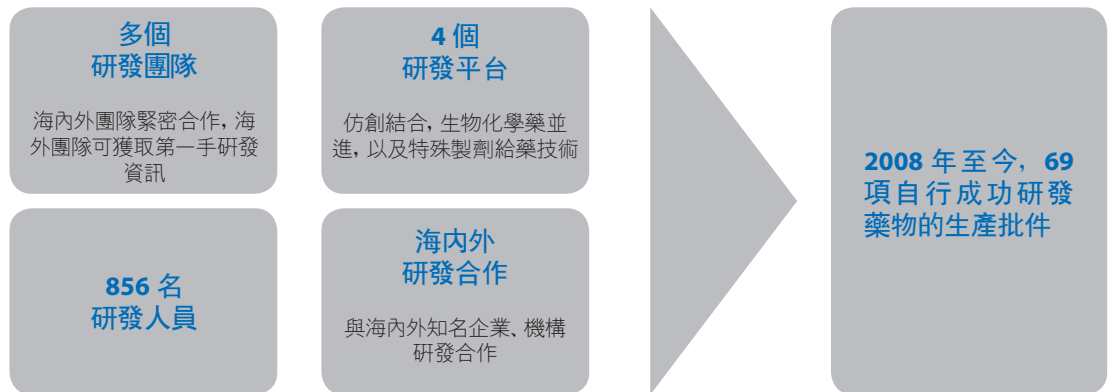 多個
研發團隊
海內外團隊緊密合作，海
外團隊可獲取第一手研發
資訊
4 個
研發平台
仿創結合，生物化學藥並
進，以及特殊製劑給藥技術
856 名
研發人員
海內外
研發合作
與海內外知名企業、機構
研發合作
2008 年至今，69
項自行成功研發
藥物的生產批件